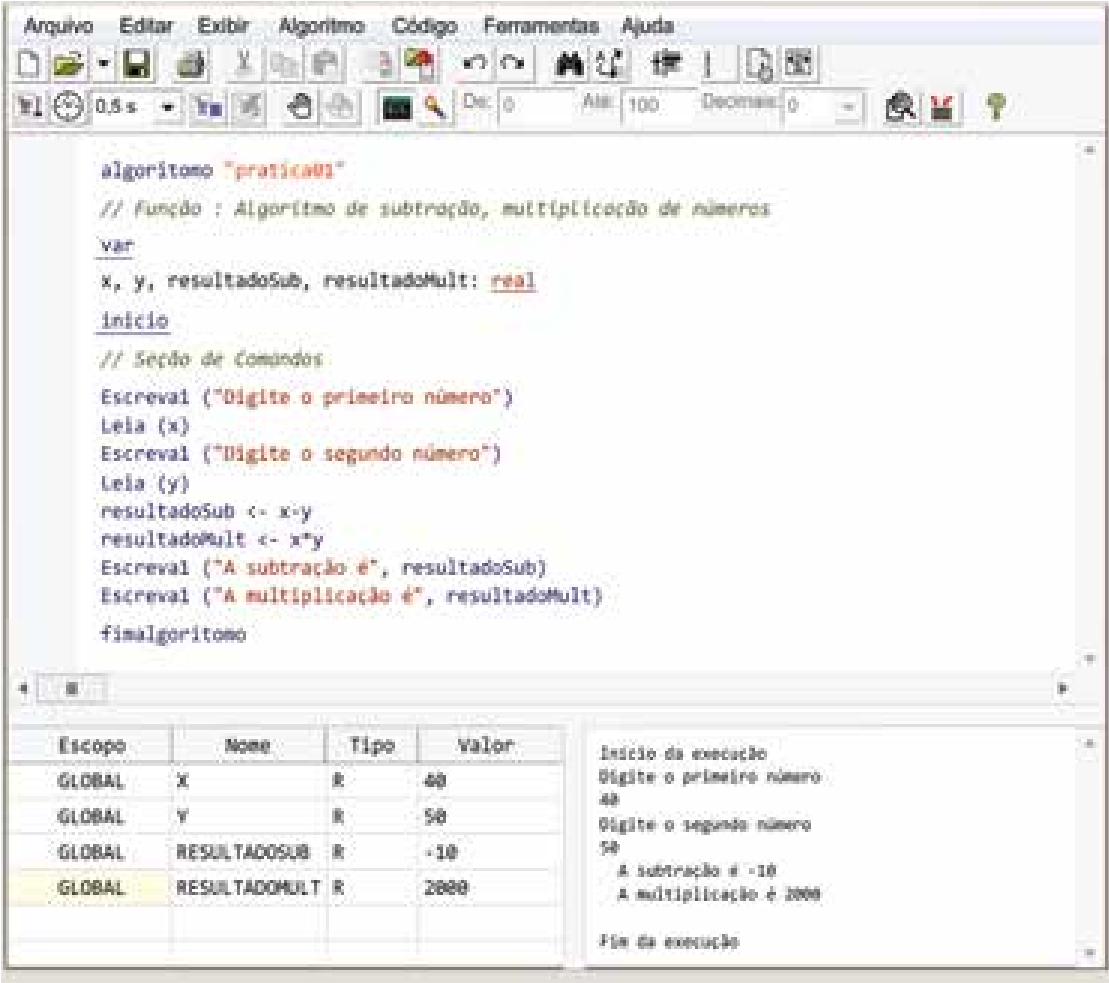 Arquivo Editar Exibir Algoritmo Código Ferramentas Ajuda
0,5 s De: 0 Até: 100 Decimais: 0
algoritomo "pratica01"
// Função : Algoritmo de subtração, multiplicação de números
var
x, y, resultadoSub, resultadoMult: real
inicio
// Seção de Comandos
Escreval ("Digite o primeiro número")
Leia (x)
Escreval ("Digite o segundo número")
Leia (y)
resultadoSub <- x-y
resultadoMult <- x*y
Escreval ("A subtração é", resultadoSub)
Escreval ("A multiplicação é", resultadoMult)
fimalgoritomo
Escopo Nome Tipo Valor
GLOBAL X R 40
GLOBAL Y R 50
GLOBAL RESULTADOSUB R -10
GLOBAL RESULTADOMULT R 2000
Início da execução
Digite o primeiro número
40
Digite o segundo número
50
A subtração é -10
A multiplicação é 2000
Fim da execução